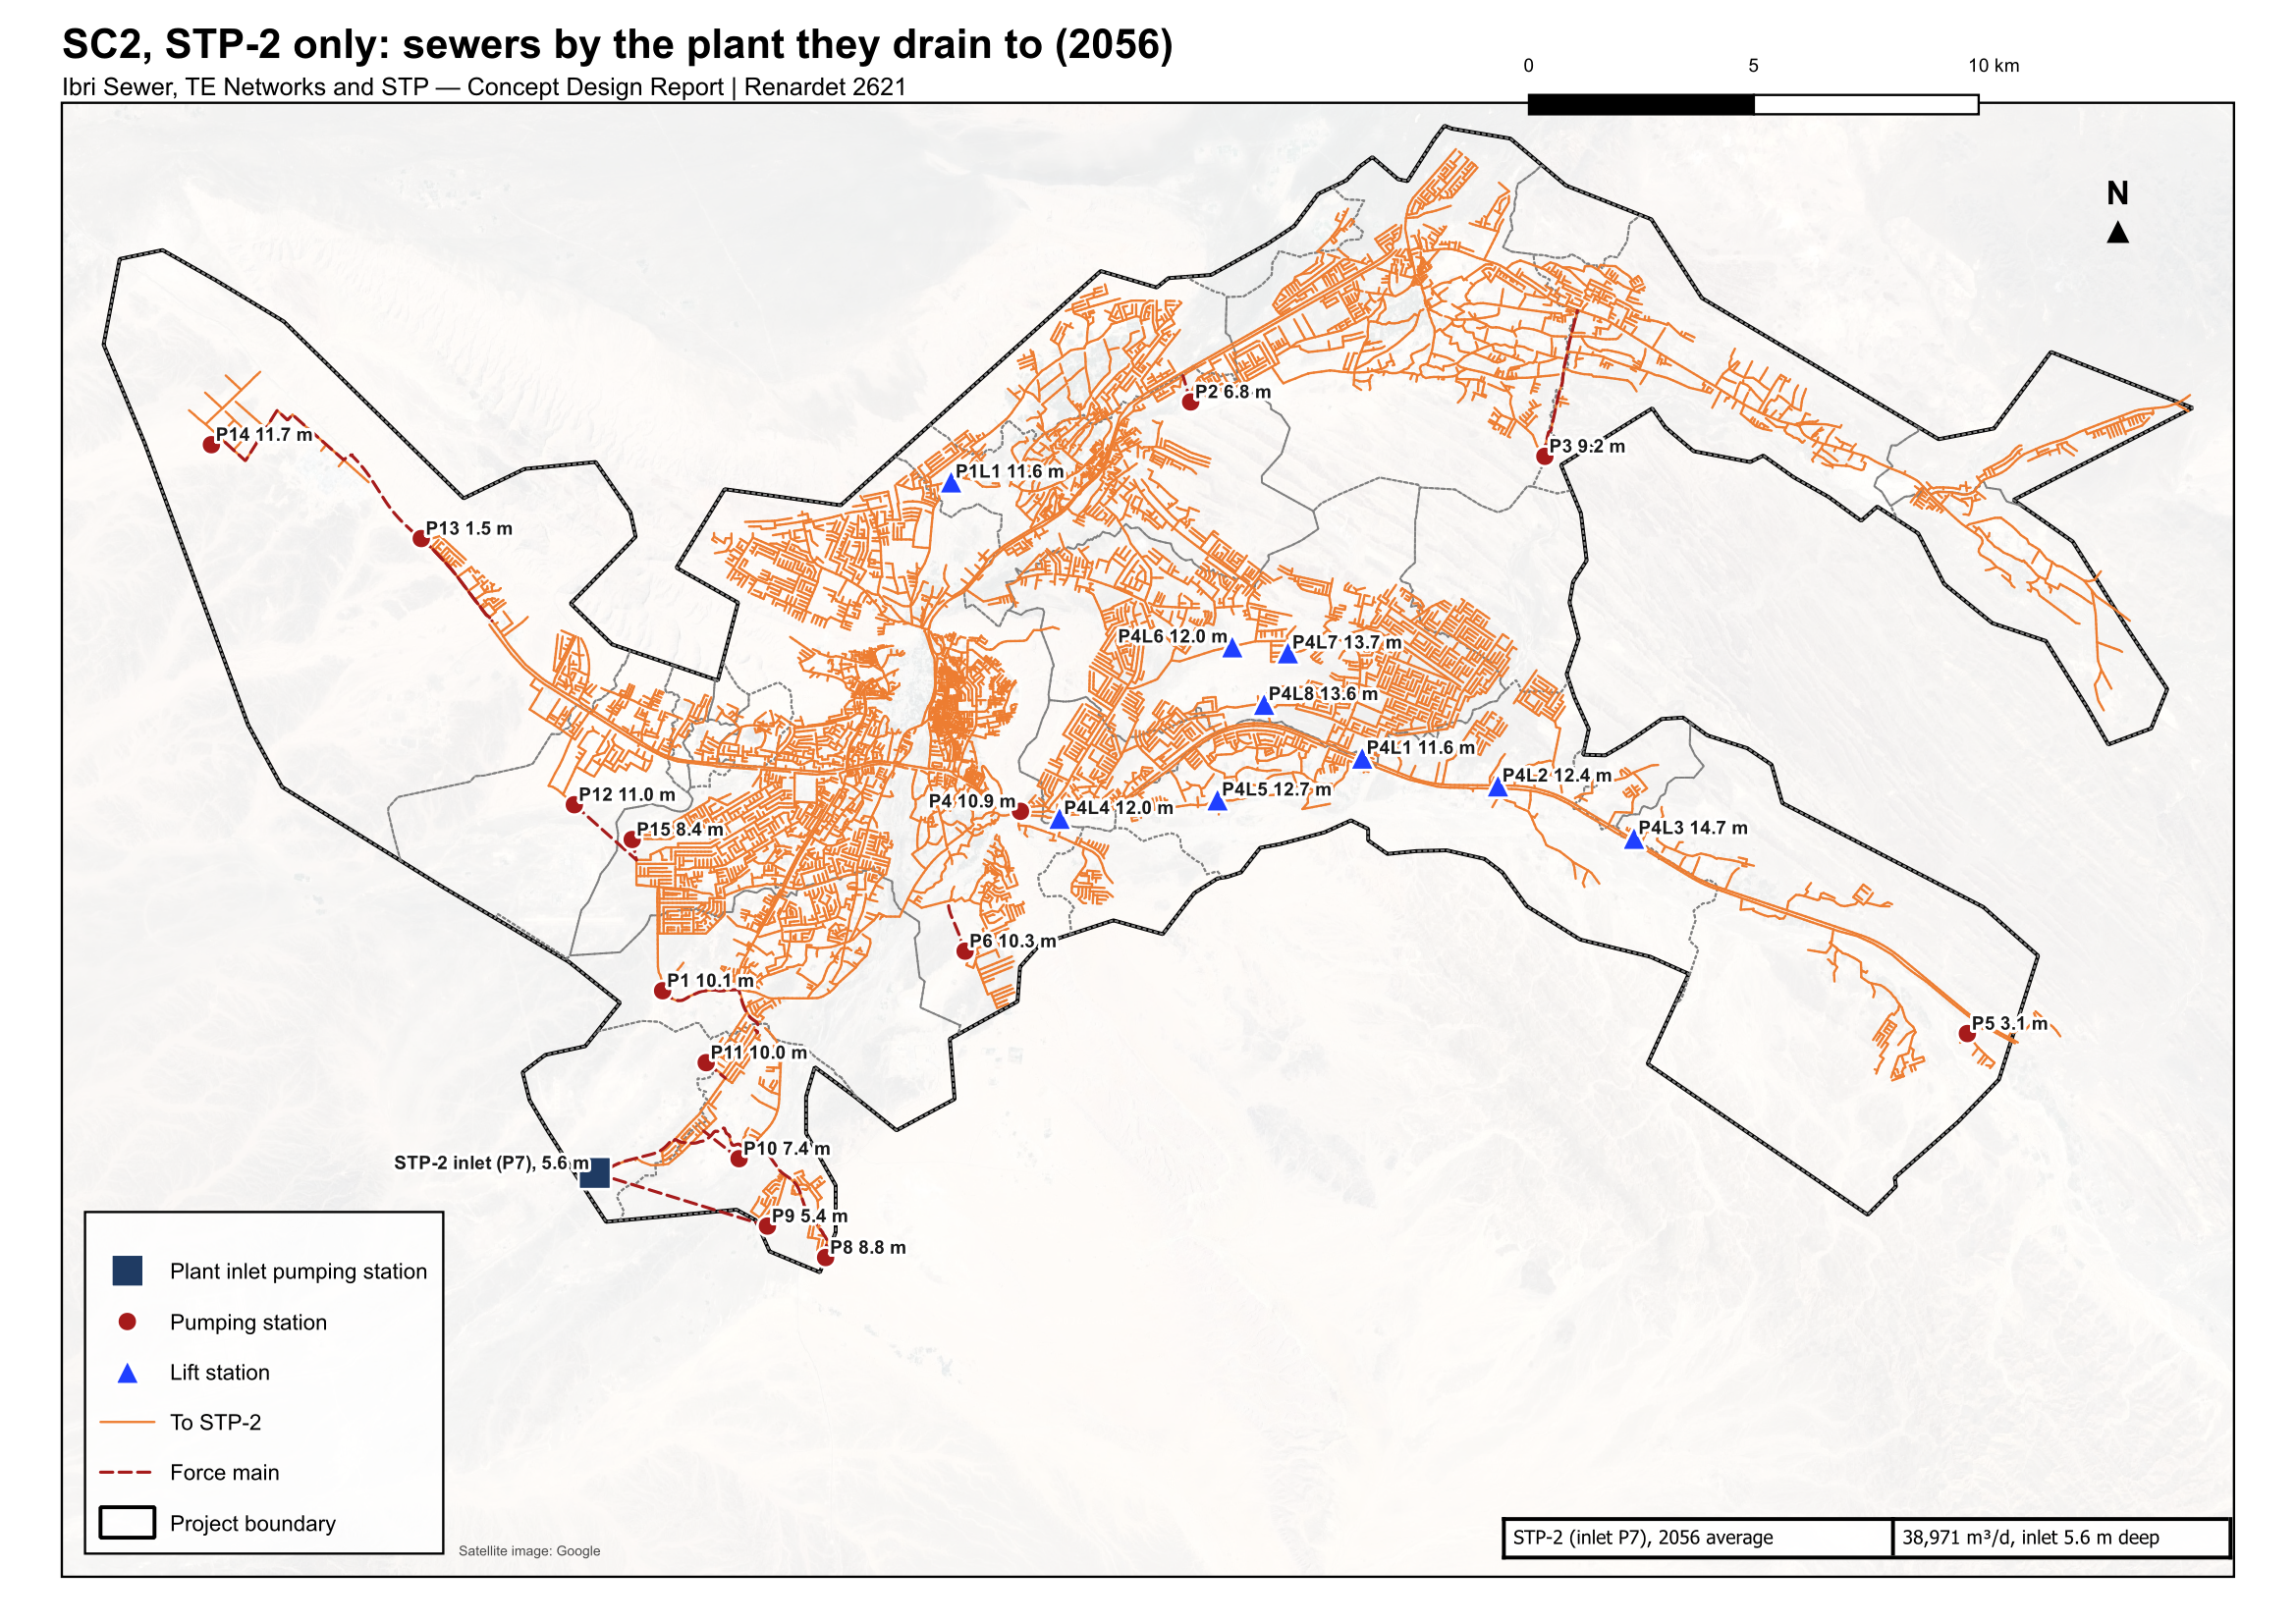 SC2, STP-2 only: sewers by the plant they drain to (2056)
Ibri Sewer, TE Networks and STP — Concept Design Report | Renardet 2621
0 5 10 km
N
P2 6.8 m
P14 11.7 m
P3 9.2 m
P1L1 11.6 m
P13 1.5 m
P4L6 12.0 m
P4L7 13.7 m
P4L8 13.6 m
P4L1 11.6 m
P4L2 12.4 m
P4L5 12.7 m
P12 11.0 m
P4 10.9 m
P4L4 12.0 m
P15 8.4 m
P4L3 14.7 m
P6 10.3 m
P1 10.1 m
P5 3.1 m
P11 10.0 m
P10 7.4 m
STP-2 inlet (P7), 5.6 m
P9 5.4 m
P8 8.8 m
Plant inlet pumping station
Pumping station
Lift station
To STP-2
Force main
Project boundary
Satellite image: Google
STP-2 (inlet P7), 2056 average
38,971 m³/d, inlet 5.6 m deep